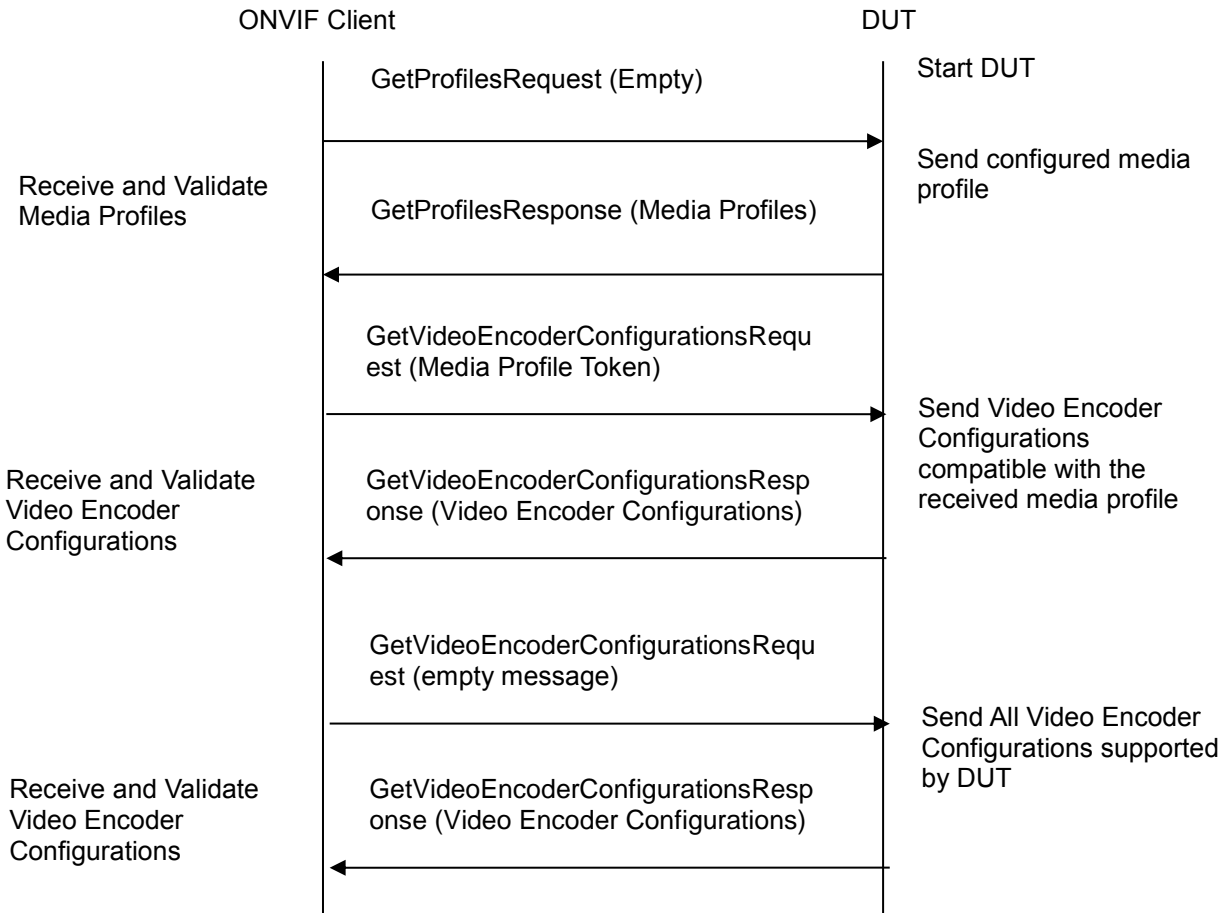 ONVIF Client
DUT
Start DUT
GetProfilesRequest (Empty)
Send configured media
profile
Receive and Validate
Media Profiles
GetProfilesResponse (Media Profiles)
GetVideoEncoderConfigurationsRequ
est (Media Profile Token)
Send Video Encoder
Configurations
compatible with the
received media profile
Receive and Validate
Video Encoder
Configurations
GetVideoEncoderConfigurationsResp
onse (Video Encoder Configurations)
GetVideoEncoderConfigurationsRequ
est (empty message)
Send All Video Encoder
Configurations supported
by DUT
Receive and Validate
Video Encoder
Configurations
GetVideoEncoderConfigurationsResp
onse (Video Encoder Configurations)